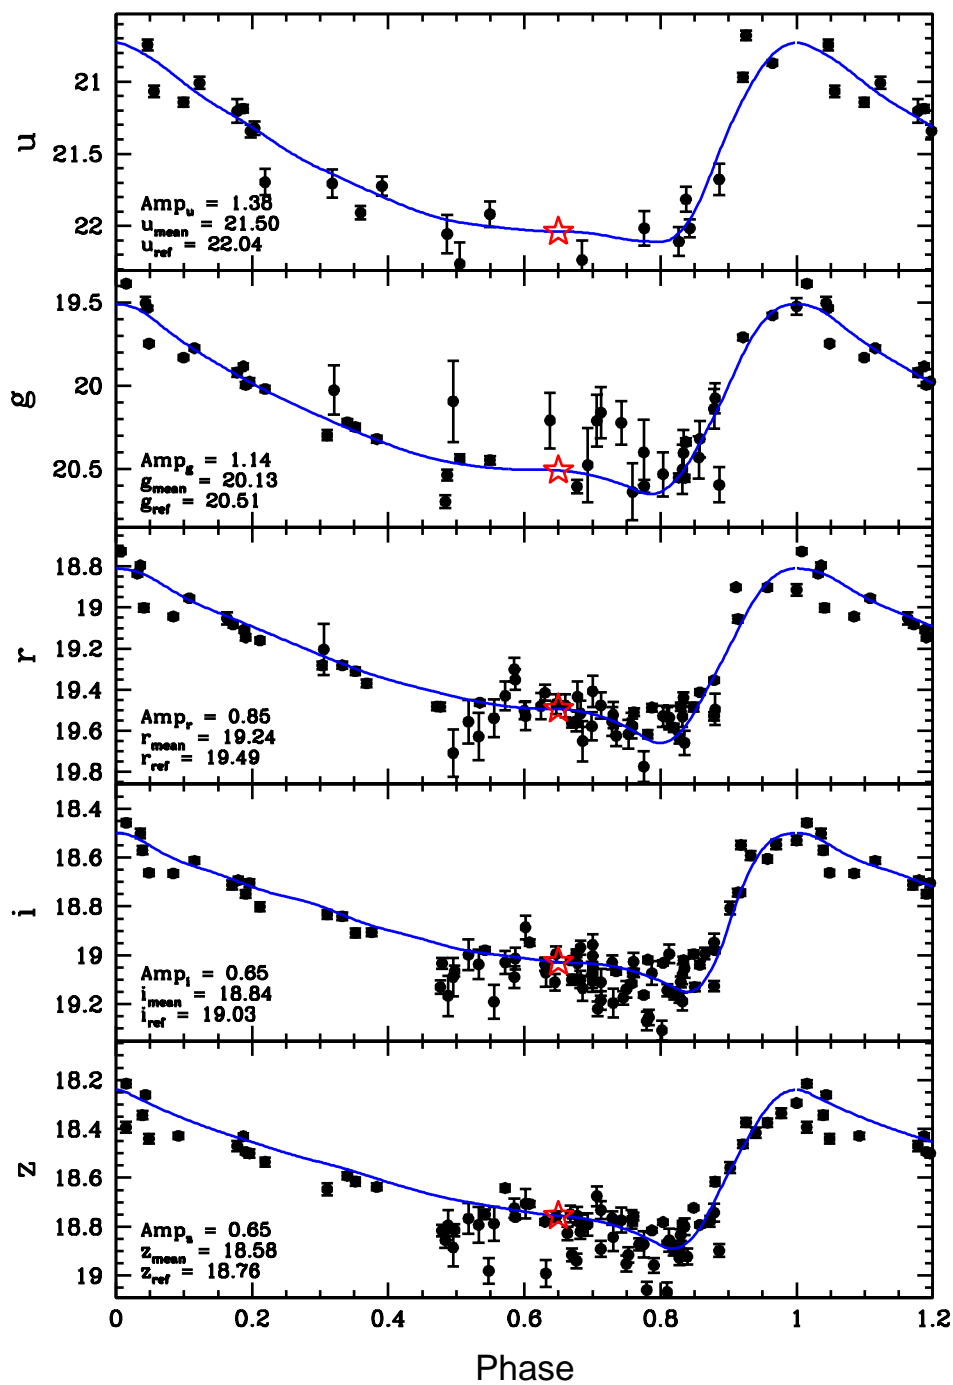 u
21
21.5
22
Amp_u = 1.38
u_mean = 21.50
u_ref = 22.04
g
19.5
20
20.5
Amp_g = 1.14
g_mean = 20.13
g_ref = 20.51
r
18.8
19
19.2
19.4
19.6
19.8
Amp_r = 0.85
r_mean = 19.24
r_ref = 19.49
i
18.4
18.6
18.8
19
19.2
Amp_i = 0.65
i_mean = 18.84
i_ref = 19.03
z
18.2
18.4
18.6
18.8
19
Amp_z = 0.65
z_mean = 18.58
z_ref = 18.76
0 0.2 0.4 0.6 0.8 1 1.2
Phase